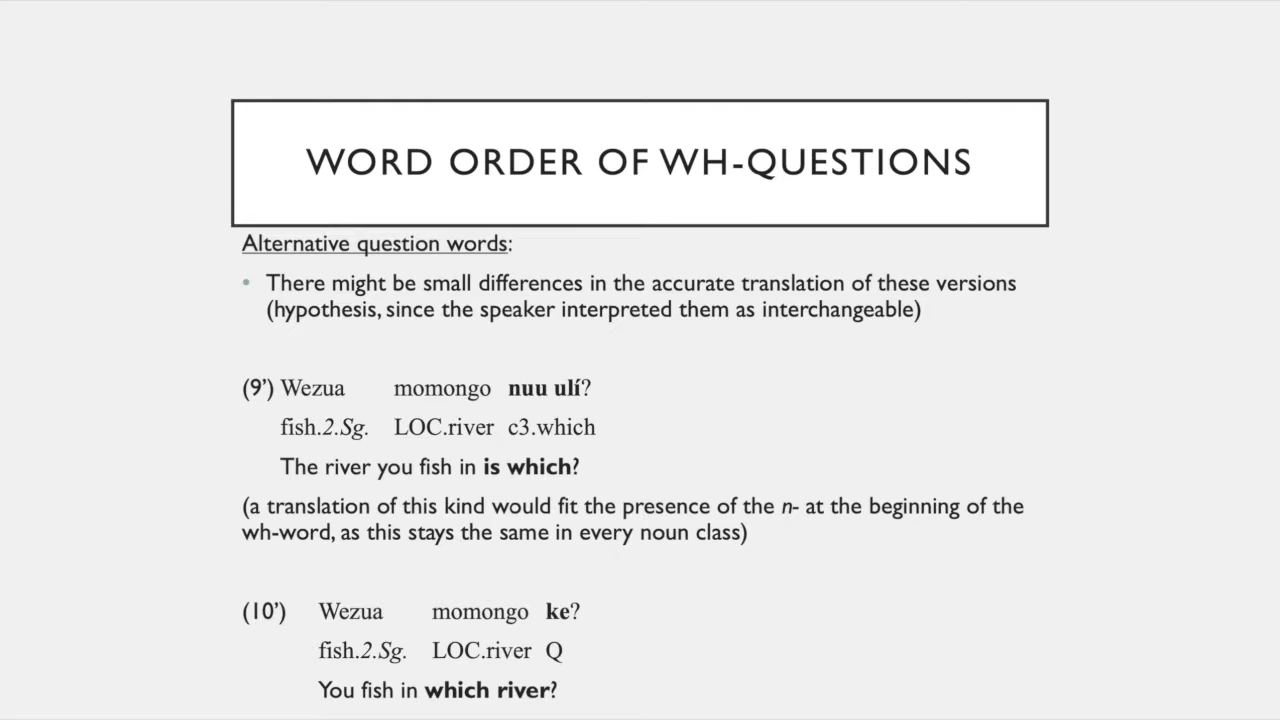 WORD ORDER OF WH-QUESTIONS
Alternative question words:
• There might be small differences in the accurate translation of these versions
(hypothesis, since the speaker interpreted them as interchangeable)
(9’) Wezua momongo nuu ulí?
fish.2.Sg. LOC.river c3.which
The river you fish in is which?
(a translation of this kind would fit the presence of the n- at the beginning of the
wh-word, as this stays the same in every noun class)
(10’) Wezua momongo ke?
fish.2.Sg. LOC.river Q
You fish in which river?